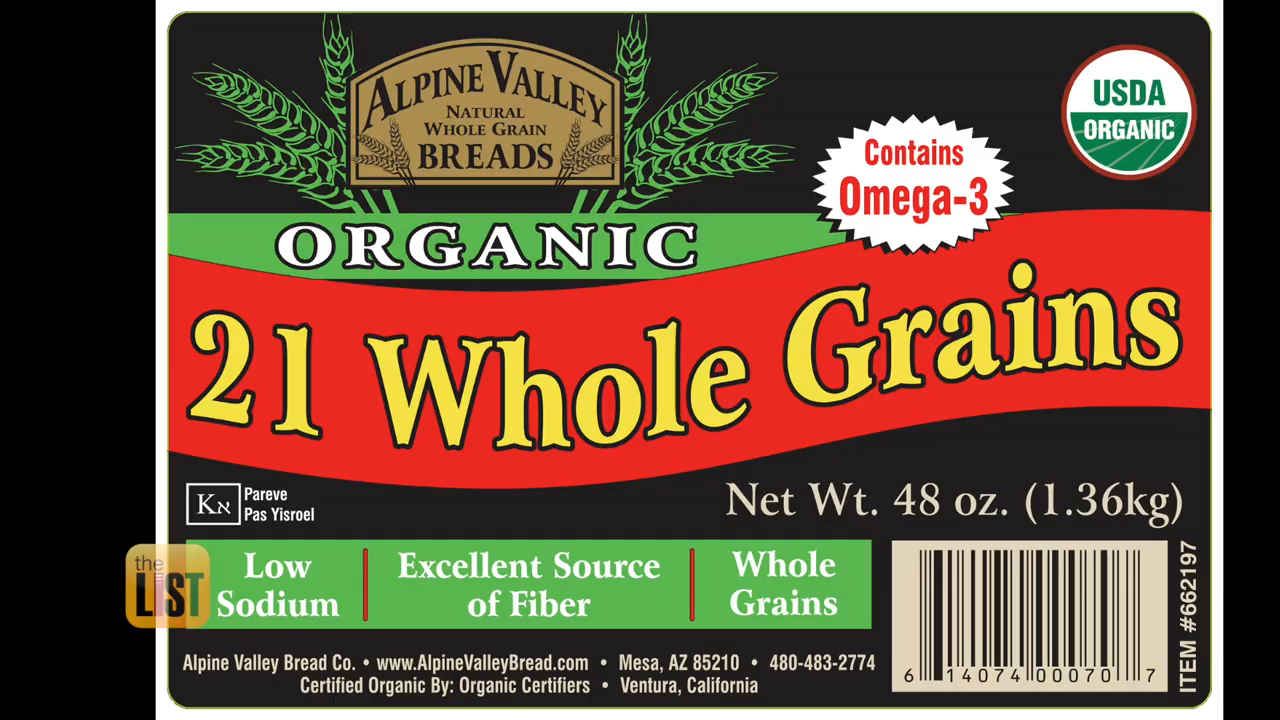 ALPINE VALLEY
NATURAL
WHOLE GRAIN
BREADS
USDA
ORGANIC
Contains
Omega-3
ORGANIC
21 Whole Grains
Kא
Pareve
Pas Yisroel
Net Wt. 48 oz. (1.36kg)
the
LIST
Low
Sodium
Excellent Source
of Fiber
Whole
Grains
Alpine Valley Bread Co. • www.AlpineValleyBread.com • Mesa, AZ 85210 • 480-483-2774
Certified Organic By: Organic Certifiers • Ventura, California
6 14074 00070 7
ITEM #662197